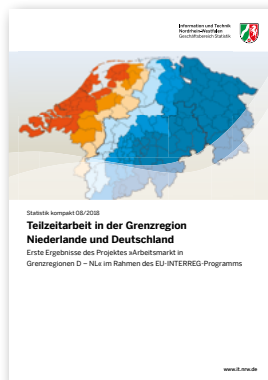 Information und Technik
Nordrhein-Westfalen
Geschäftsbereich Statistik
Statistik kompakt 08/2018
Teilzeitarbeit in der Grenzregion
Niederlande und Deutschland
Erste Ergebnisse des Projektes »Arbeitsmarkt in
Grenzregionen D – NL« im Rahmen des EU-INTERREG-Programms
www.it.nrw.de